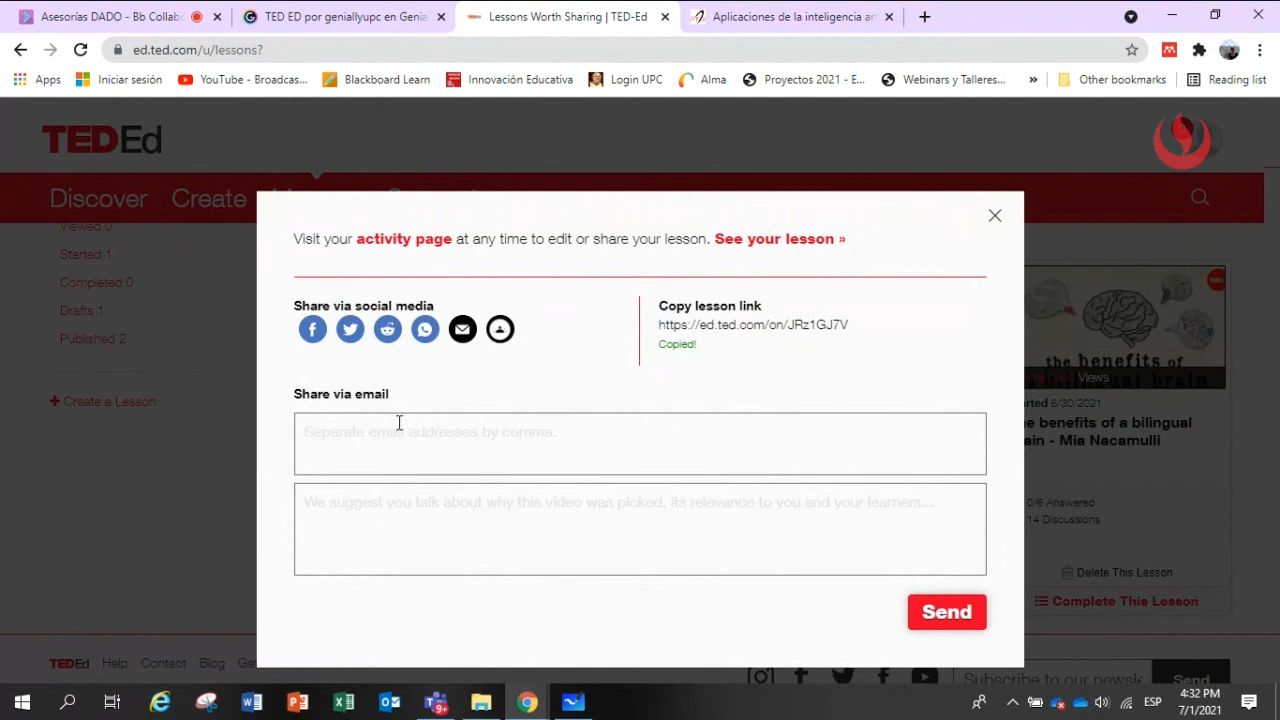 Asesorías DADO - Bb Collab
TED ED por geniallyupc en Genia
Lessons Worth Sharing | TED-Ed
Aplicaciones de la inteligencia ar
ed.ted.com/u/lessons?
Apps
Iniciar sesión
YouTube - Broadcas...
Blackboard Learn
Innovación Educativa
Login UPC
Alma
Proyectos 2021 - E...
Webinars y Talleres...
»
Other bookmarks
Reading list
TEDEd
Discover
Create
Viewed 0
Started 1
Completed 0
Drafts 1
Published 2
+ Create a Lesson
Visit your activity page at any time to edit or share your lesson. See your lesson »
Share via social media
Copy lesson link
https://ed.ted.com/on/JRz1GJ7V
Copied!
Share via email
Separate email addresses by comma.
We suggest you talk about why this video was picked, its relevance to you and your learners...
Send
the benefits of
bilingual brain
Views
arted 6/30/2021
e benefits of a bilingual
ain - Mia Nacamulli
0/6 Answered
14 Discussions
Delete This Lesson
Complete This Lesson
TEDEd
Help
Contact
Blog
Ge
Subscribe to our newsle
Send
9+
ESP
4:32 PM
7/1/2021